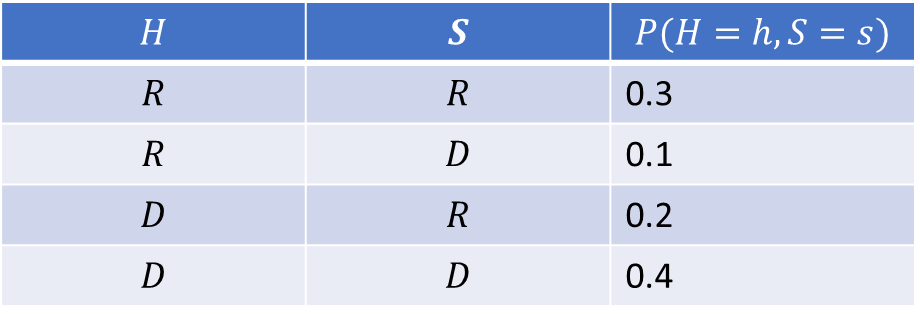 H S P(H = h, S = s)
R R 0.3
R D 0.1
D R 0.2
D D 0.4